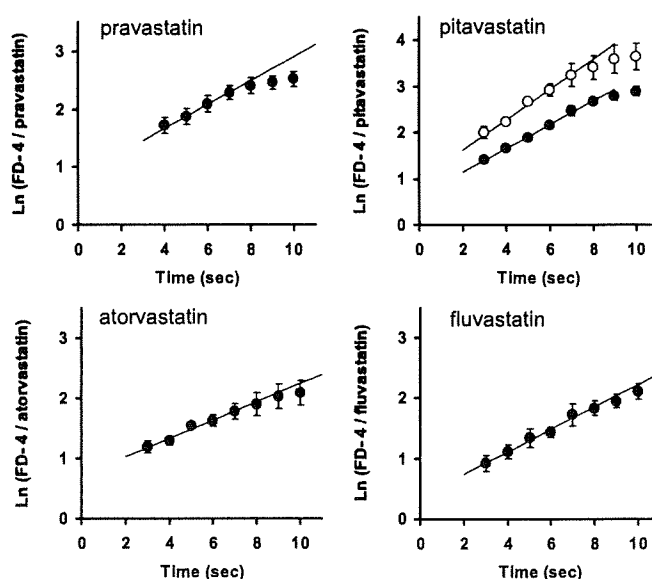 pravastatin
Ln (FD-4 / pravastatin)
3
2
1
0
0 2 4 6 8 10
Time (sec)
pitavastatin
Ln (FD-4 / pitavastatin)
4
3
2
1
0
0 2 4 6 8 10
Time (sec)
atorvastatin
Ln (FD-4 / atorvastatin)
3
2
1
0
0 2 4 6 8 10
Time (sec)
fluvastatin
Ln (FD-4 / fluvastatin)
3
2
1
0
0 2 4 6 8 10
Time (sec)